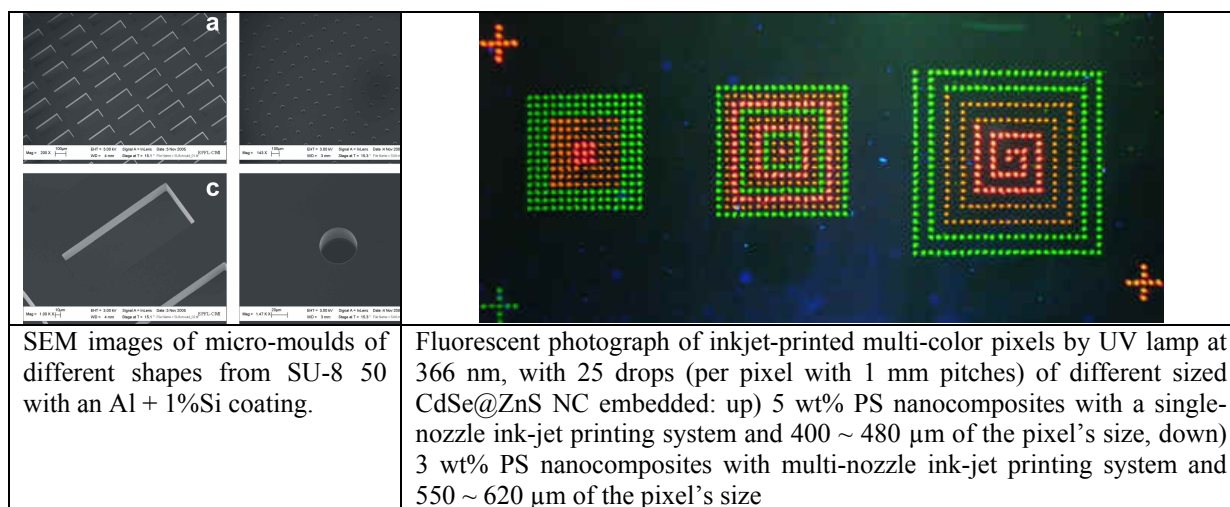 a
c
SEM images of micro-moulds of
different shapes from SU-8 50
with an Al + 1%Si coating.
Fluorescent photograph of inkjet-printed multi-color pixels by UV lamp at
366 nm, with 25 drops (per pixel with 1 mm pitches) of different sized
CdSe@ZnS NC embedded: up) 5 wt% PS nanocomposites with a single-
nozzle ink-jet printing system and 400 ~ 480 µm of the pixel’s size, down)
3 wt% PS nanocomposites with multi-nozzle ink-jet printing system and
550 ~ 620 µm of the pixel’s size